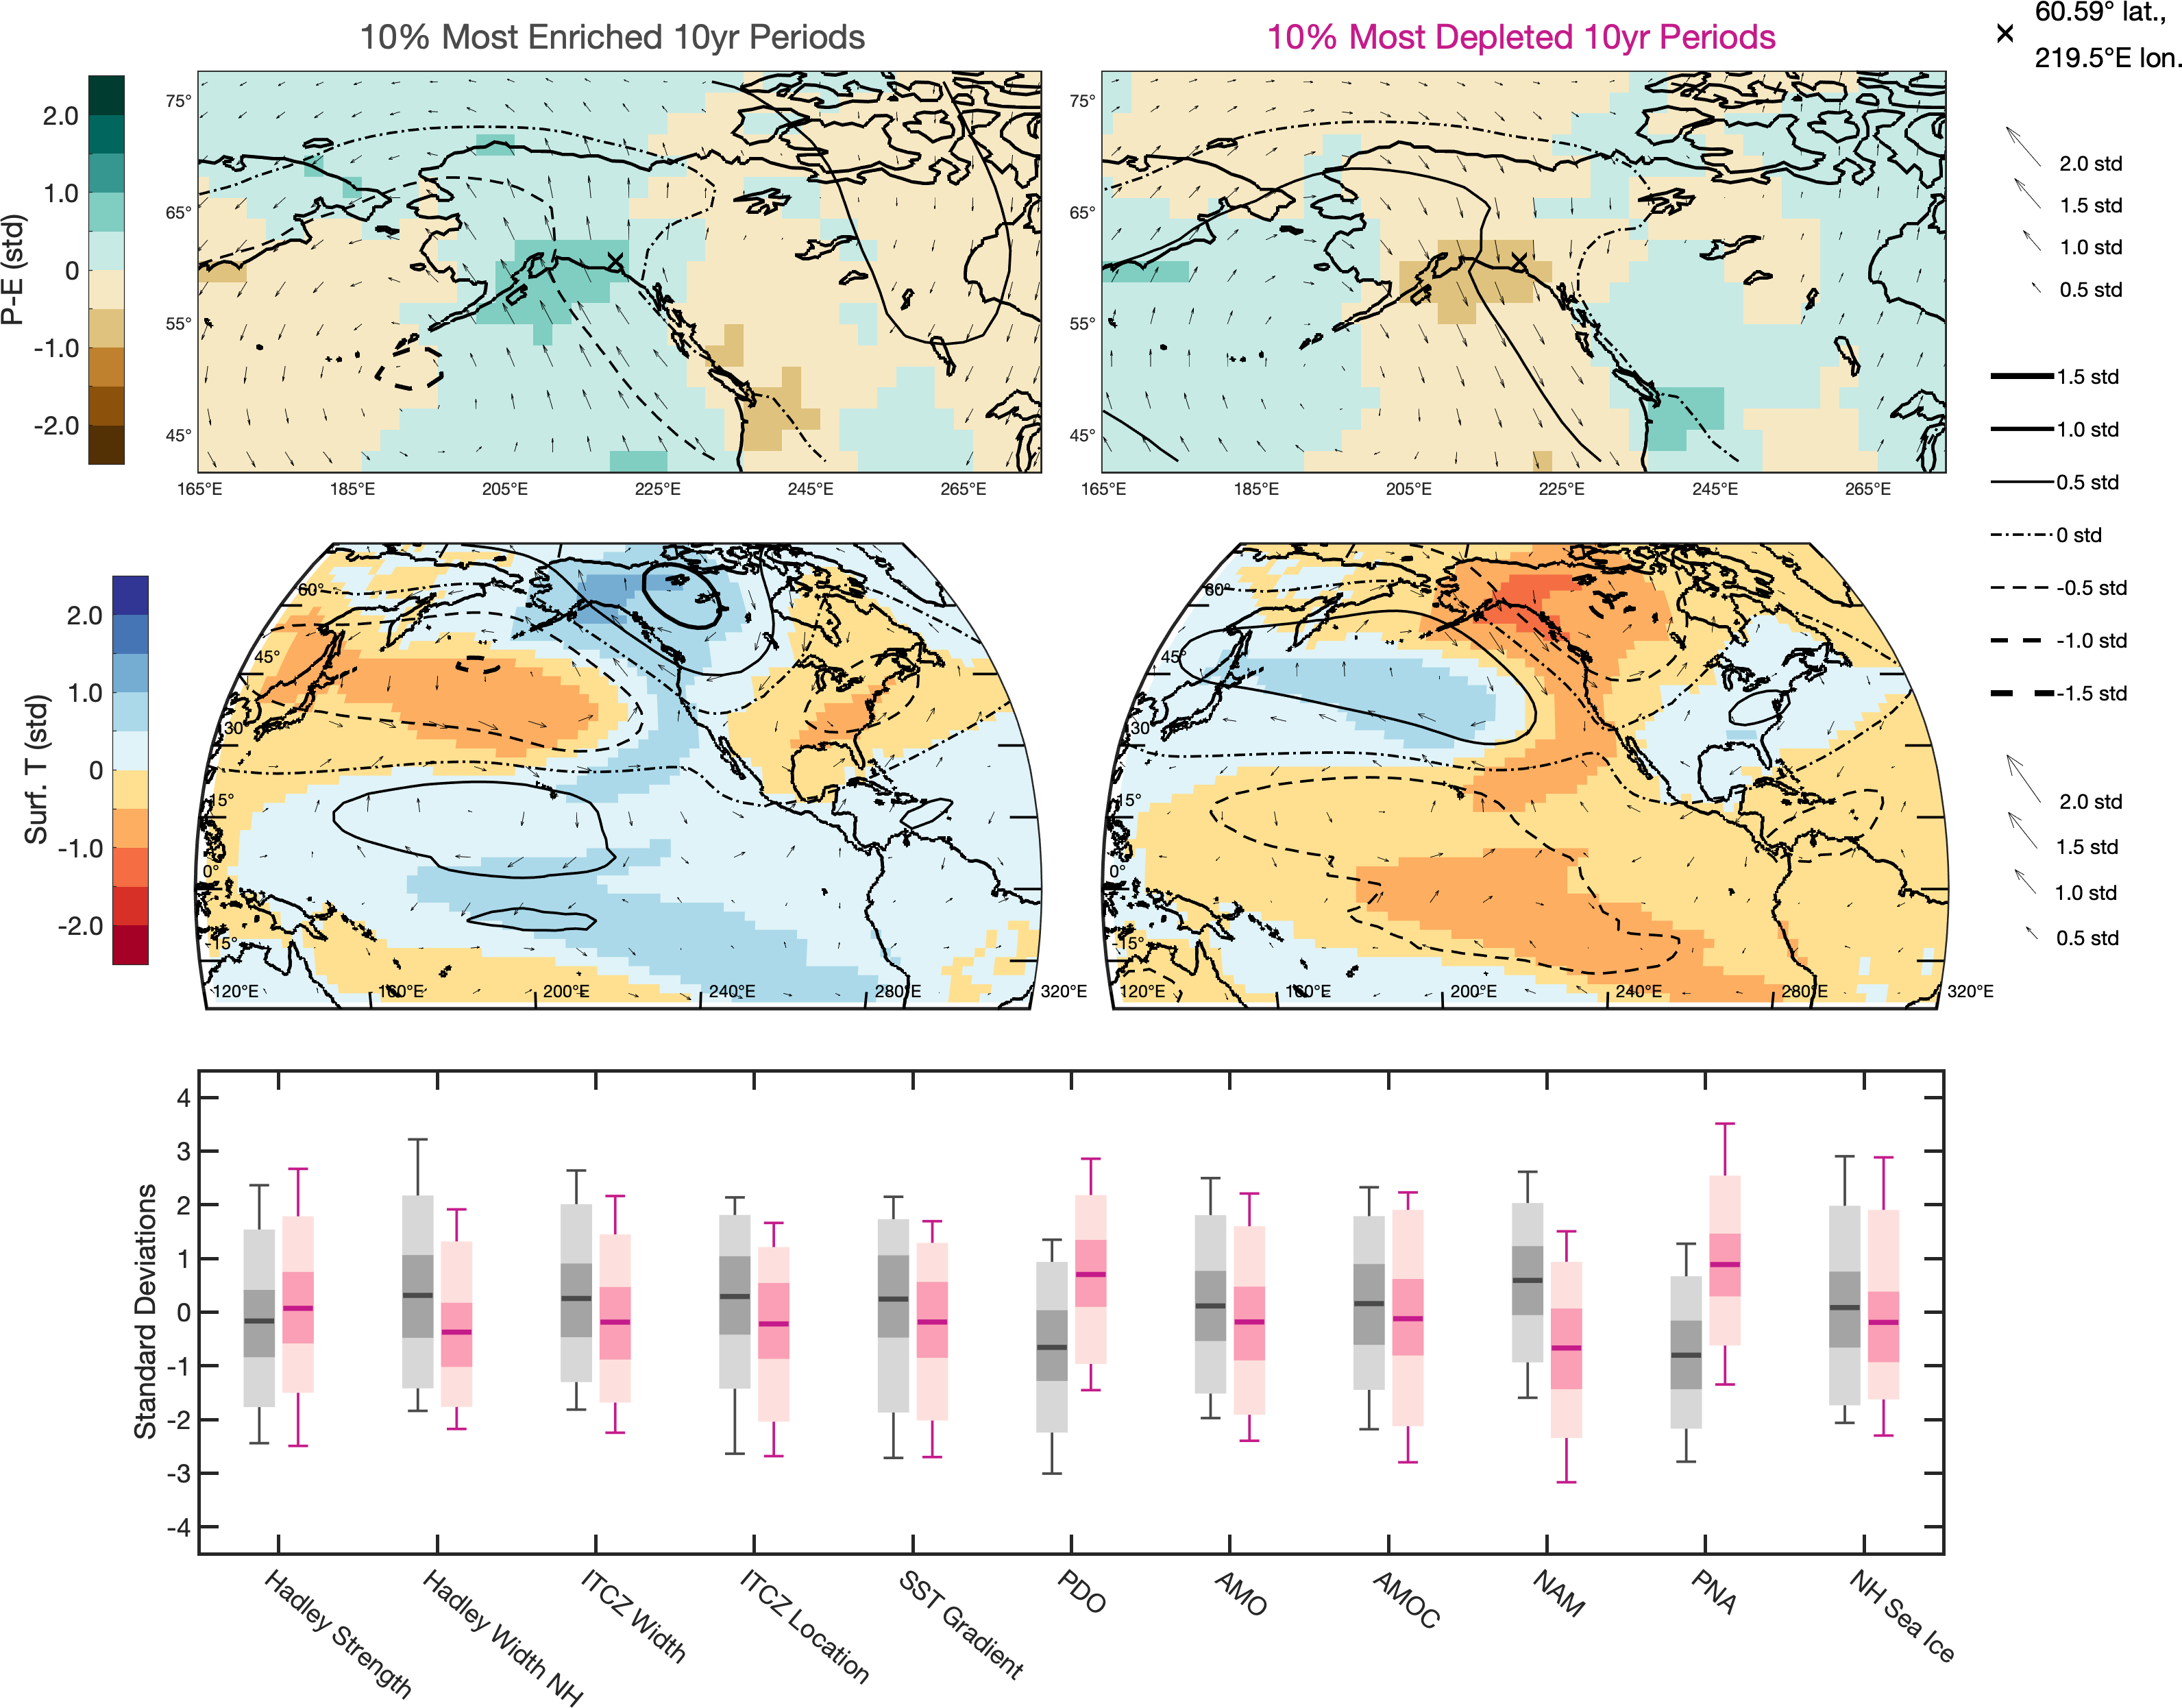 10% Most Enriched 10yr Periods
10% Most Depleted 10yr Periods
60.59° lat.,
219.5°E lon.
P-E (std)
2.0
1.0
0
-1.0
-2.0
75°
65°
55°
45°
165°E 185°E 205°E 225°E 245°E 265°E
75°
65°
55°
45°
165°E 185°E 205°E 225°E 245°E 265°E
2.0 std
1.5 std
1.0 std
0.5 std
1.5 std
1.0 std
0.5 std
0 std
-0.5 std
-1.0 std
-1.5 std
Surf. T (std)
2.0
1.0
0
-1.0
-2.0
60°
45°
30°
15°
0°
-15°
120°E 160°E 200°E 240°E 280°E 320°E
60°
45°
30°
15°
0°
-15°
120°E 160°E 200°E 240°E 280°E 320°E
2.0 std
1.5 std
1.0 std
0.5 std
Standard Deviations
4
3
2
1
0
-1
-2
-3
-4
Hadley Strength
Hadley Width NH
ITCZ Width
ITCZ Location
SST Gradient
PDO
AMO
AMOC
NAM
PNA
NH Sea Ice